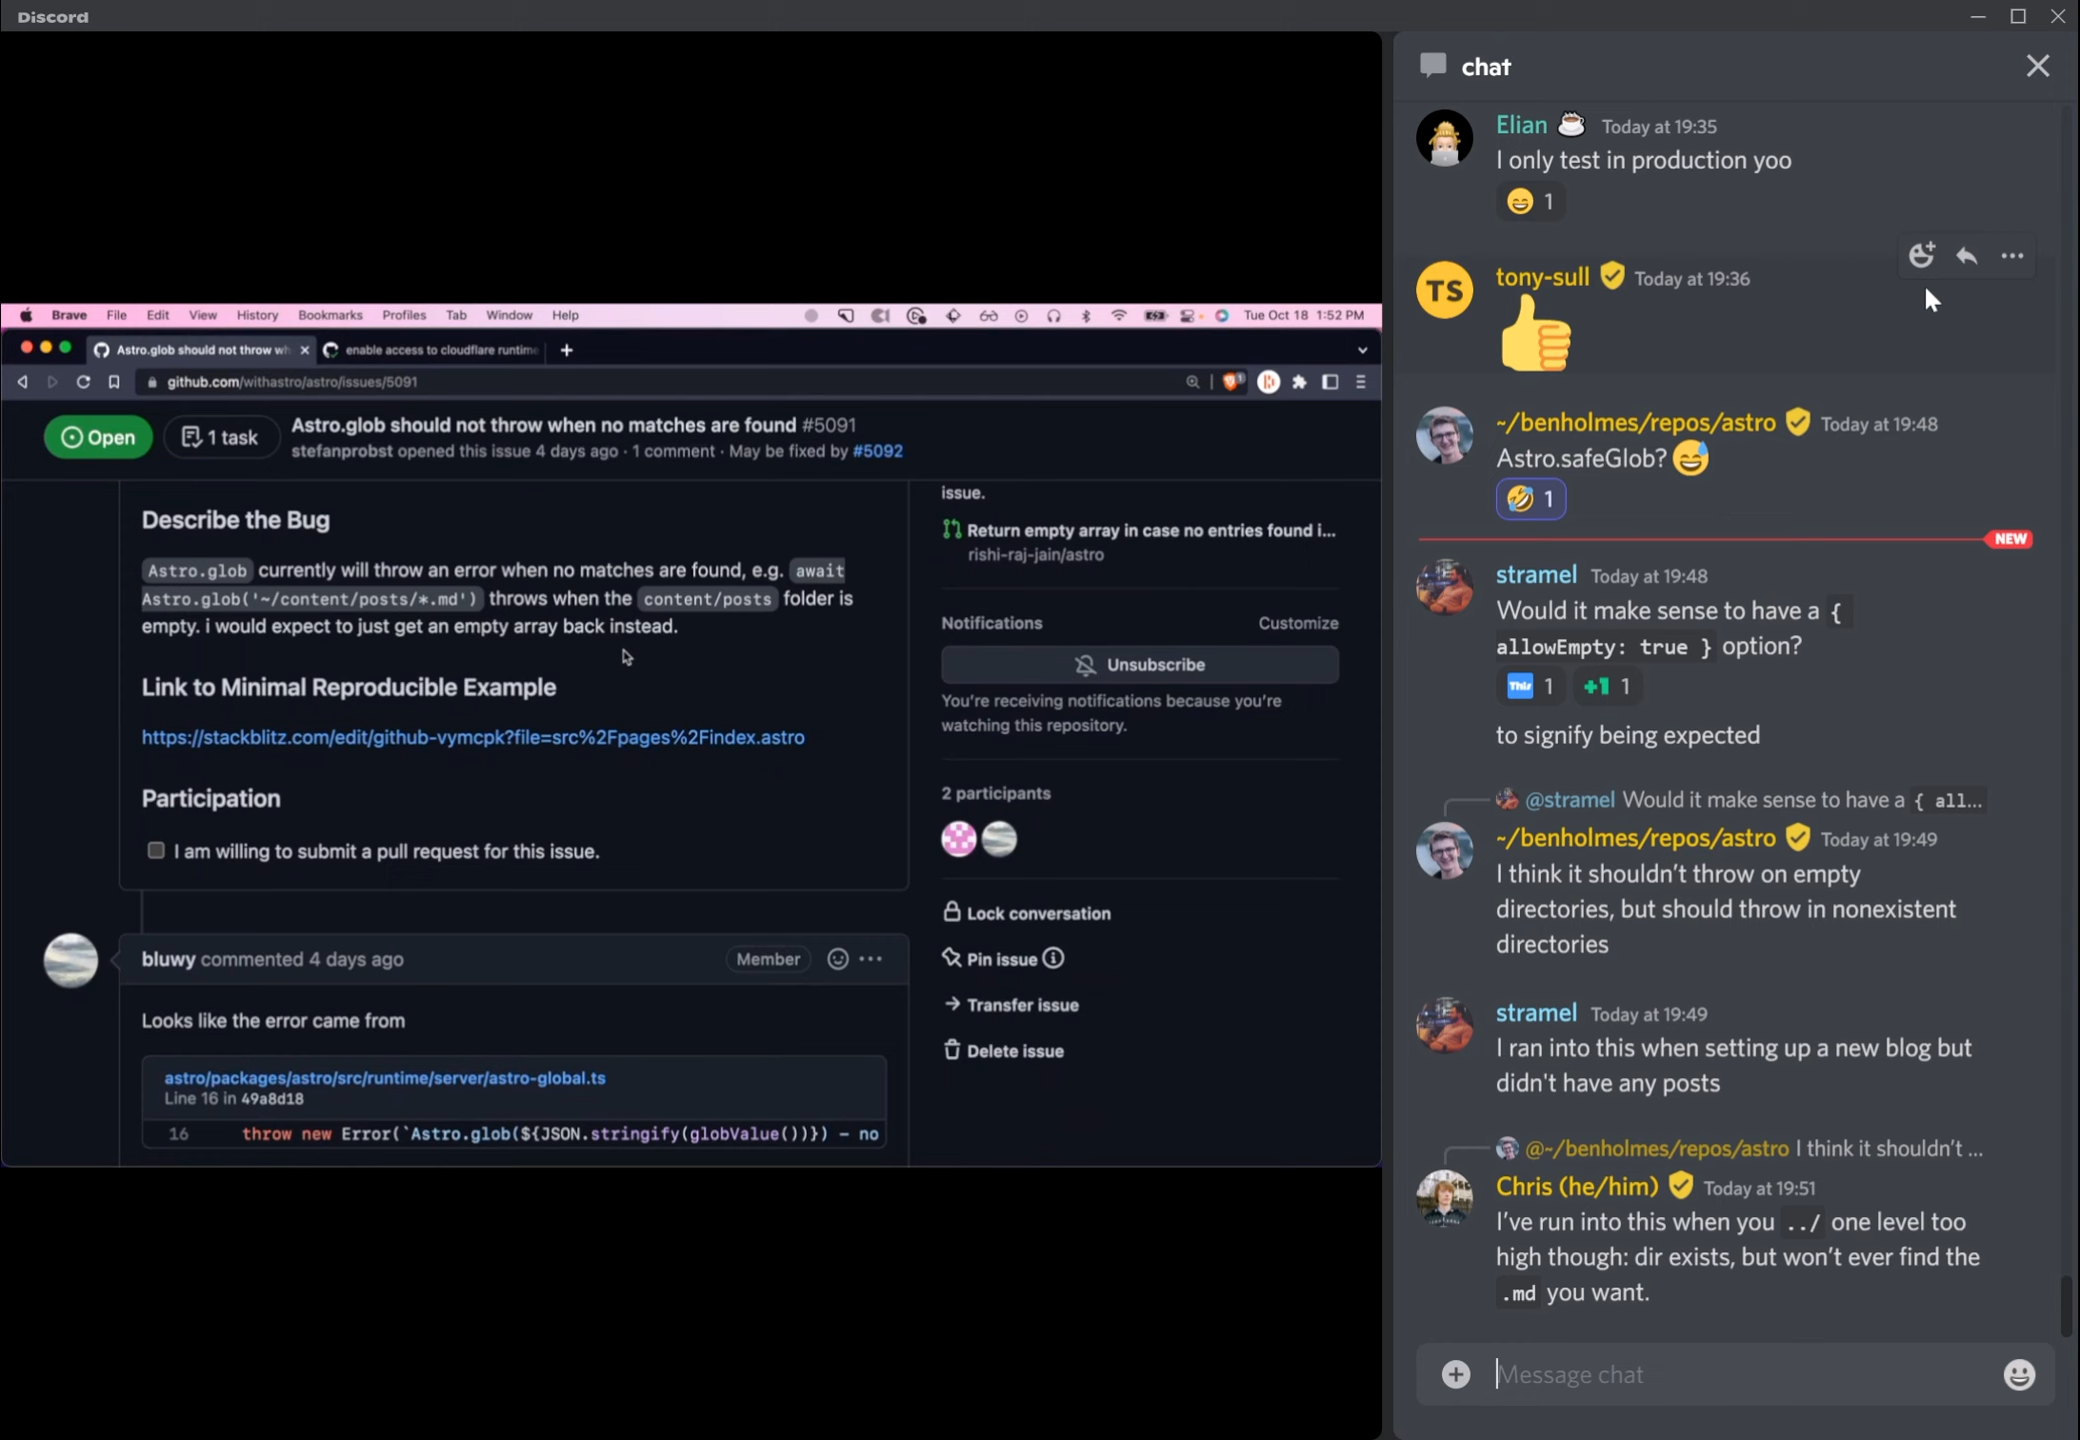 Discord
Brave File Edit View History Bookmarks Profiles Tab Window Help
Tue Oct 18 1:52 PM
Astro.glob should not throw wh
enable access to cloudflare runtime
github.com/withastro/astro/issues/5091
Open
1 task
Astro.glob should not throw when no matches are found #5091
stefanprobst opened this issue 4 days ago · 1 comment · May be fixed by #5092
Describe the Bug
Astro.glob currently will throw an error when no matches are found, e.g. await
Astro.glob('~/content/posts/*.md') throws when the content/posts folder is
empty. i would expect to just get an empty array back instead.
Link to Minimal Reproducible Example
https://stackblitz.com/edit/github-vymcpk?file=src%2Fpages%2Findex.astro
Participation
I am willing to submit a pull request for this issue.
bluwy commented 4 days ago
Member
Looks like the error came from
astro/packages/astro/src/runtime/server/astro-global.ts
Line 16 in 49a8d18
16 throw new Error(`Astro.glob(${JSON.stringify(globValue())}) – no
issue.
Return empty array in case no entries found i...
rishi-raj-jain/astro
Notifications
Customize
Unsubscribe
You're receiving notifications because you're
watching this repository.
2 participants
Lock conversation
Pin issue
Transfer issue
Delete issue
chat
Elian Today at 19:35
I only test in production yoo
1
TS
tony-sull Today at 19:36
~/benholmes/repos/astro Today at 19:48
Astro.safeGlob?
1
NEW
stramel Today at 19:48
Would it make sense to have a {
allowEmpty: true } option?
This 1 +1 1
to signify being expected
@stramel Would it make sense to have a { all...
~/benholmes/repos/astro Today at 19:49
I think it shouldn't throw on empty
directories, but should throw in nonexistent
directories
stramel Today at 19:49
I ran into this when setting up a new blog but
didn't have any posts
@~/benholmes/repos/astro I think it shouldn't ...
Chris (he/him) Today at 19:51
I've run into this when you ../ one level too
high though: dir exists, but won't ever find the
.md you want.
Message chat